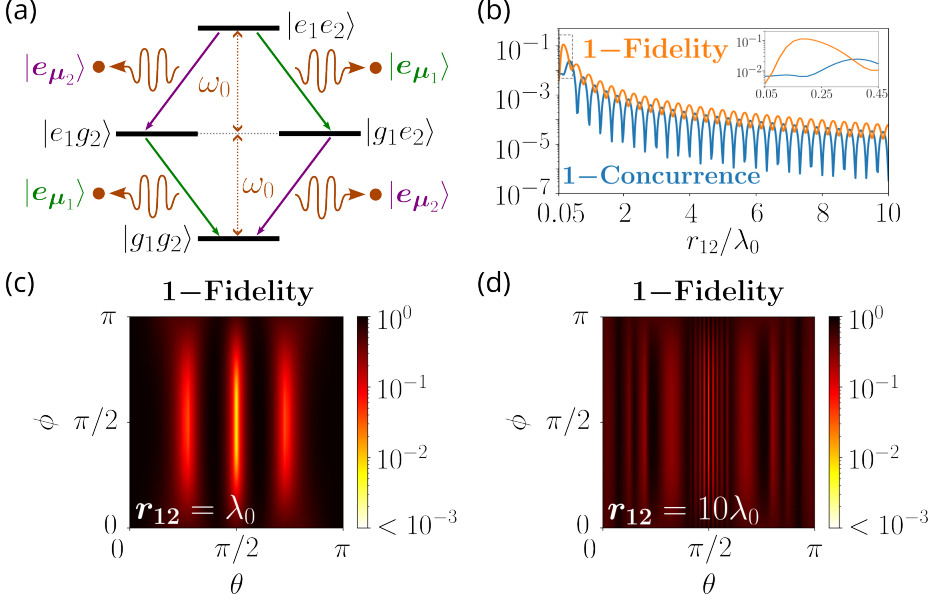 (a)
|e₁e₂⟩
|e_μ₂⟩
ω₀
|e_μ₁⟩
|e₁g₂⟩
|g₁e₂⟩
|e_μ₁⟩
ω₀
|e_μ₂⟩
|g₁g₂⟩
(b)
10⁻¹
10⁻³
10⁻⁵
10⁻⁷
1−Fidelity
1−Concurrence
10⁻¹
10⁻²
0.05
0.25
0.45
0.05
2
4
6
8
10
r₁₂/λ₀
(c)
1−Fidelity
π
ϕ
π/2
0
r₁₂ = λ₀
0
π/2
π
θ
10⁰
10⁻¹
10⁻²
< 10⁻³
(d)
1−Fidelity
π
ϕ
π/2
0
r₁₂ = 10λ₀
0
π/2
π
θ
10⁰
10⁻¹
10⁻²
< 10⁻³